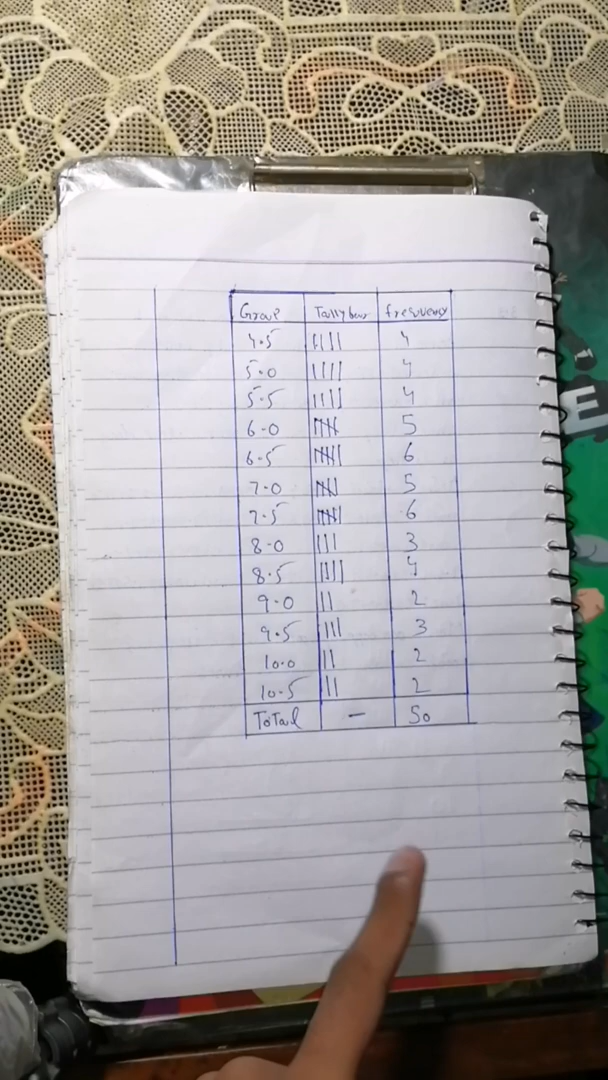 Group Tally bar frequency
4.5 |||| 4
5.0 |||| 4
5.5 |||| 4
6.0 |||| 5
6.5 |||| | 6
7.0 |||| 5
7.5 |||| | 6
8.0 ||| 3
8.5 |||| 4
9.0 || 2
9.5 ||| 3
10.0 || 2
10.5 || 2
Total — 50
E